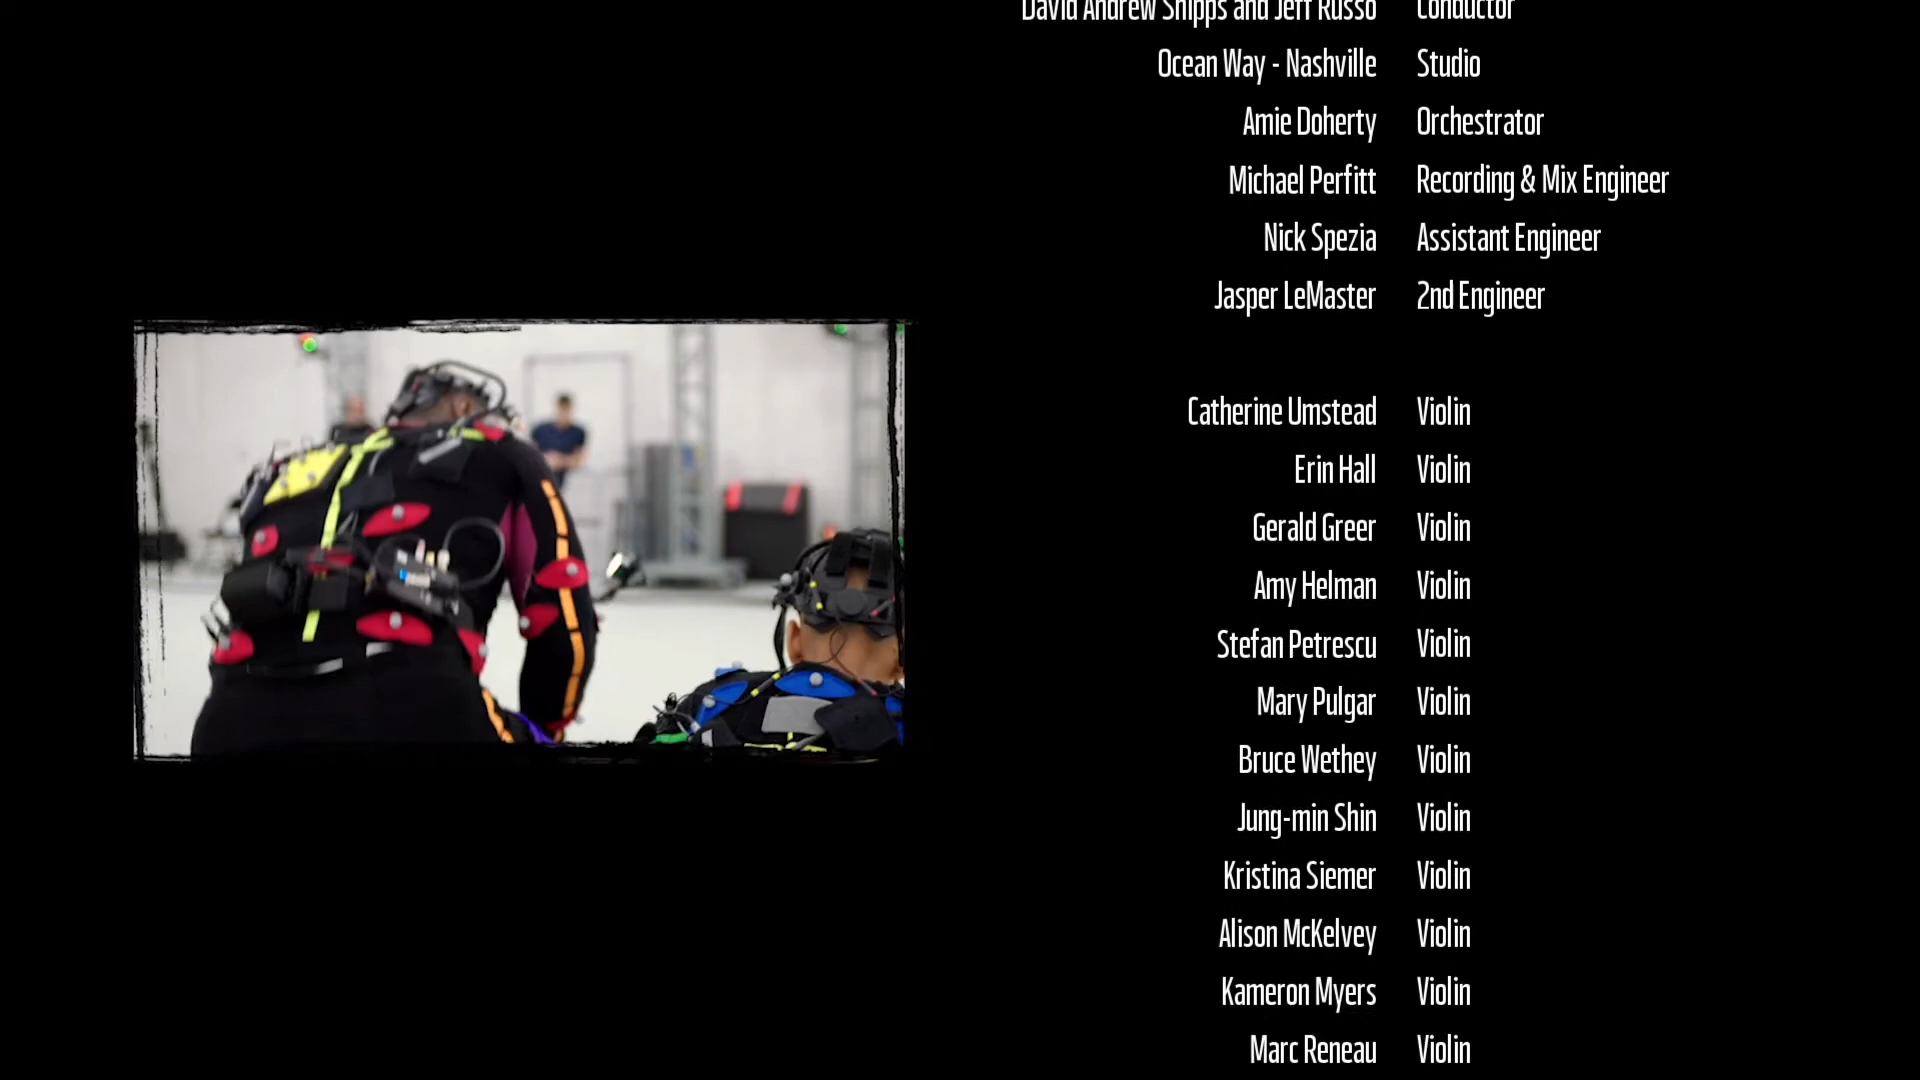 David Andrew Shipps and Jeff Russo Conductor
Ocean Way - Nashville Studio
Amie Doherty Orchestrator
Michael Perfitt Recording & Mix Engineer
Nick Spezia Assistant Engineer
Jasper LeMaster 2nd Engineer
Catherine Umstead Violin
Erin Hall Violin
Gerald Greer Violin
Amy Helman Violin
Stefan Petrescu Violin
Mary Pulgar Violin
Bruce Wethey Violin
Jung-min Shin Violin
Kristina Siemer Violin
Alison McKelvey Violin
Kameron Myers Violin
Marc Reneau Violin